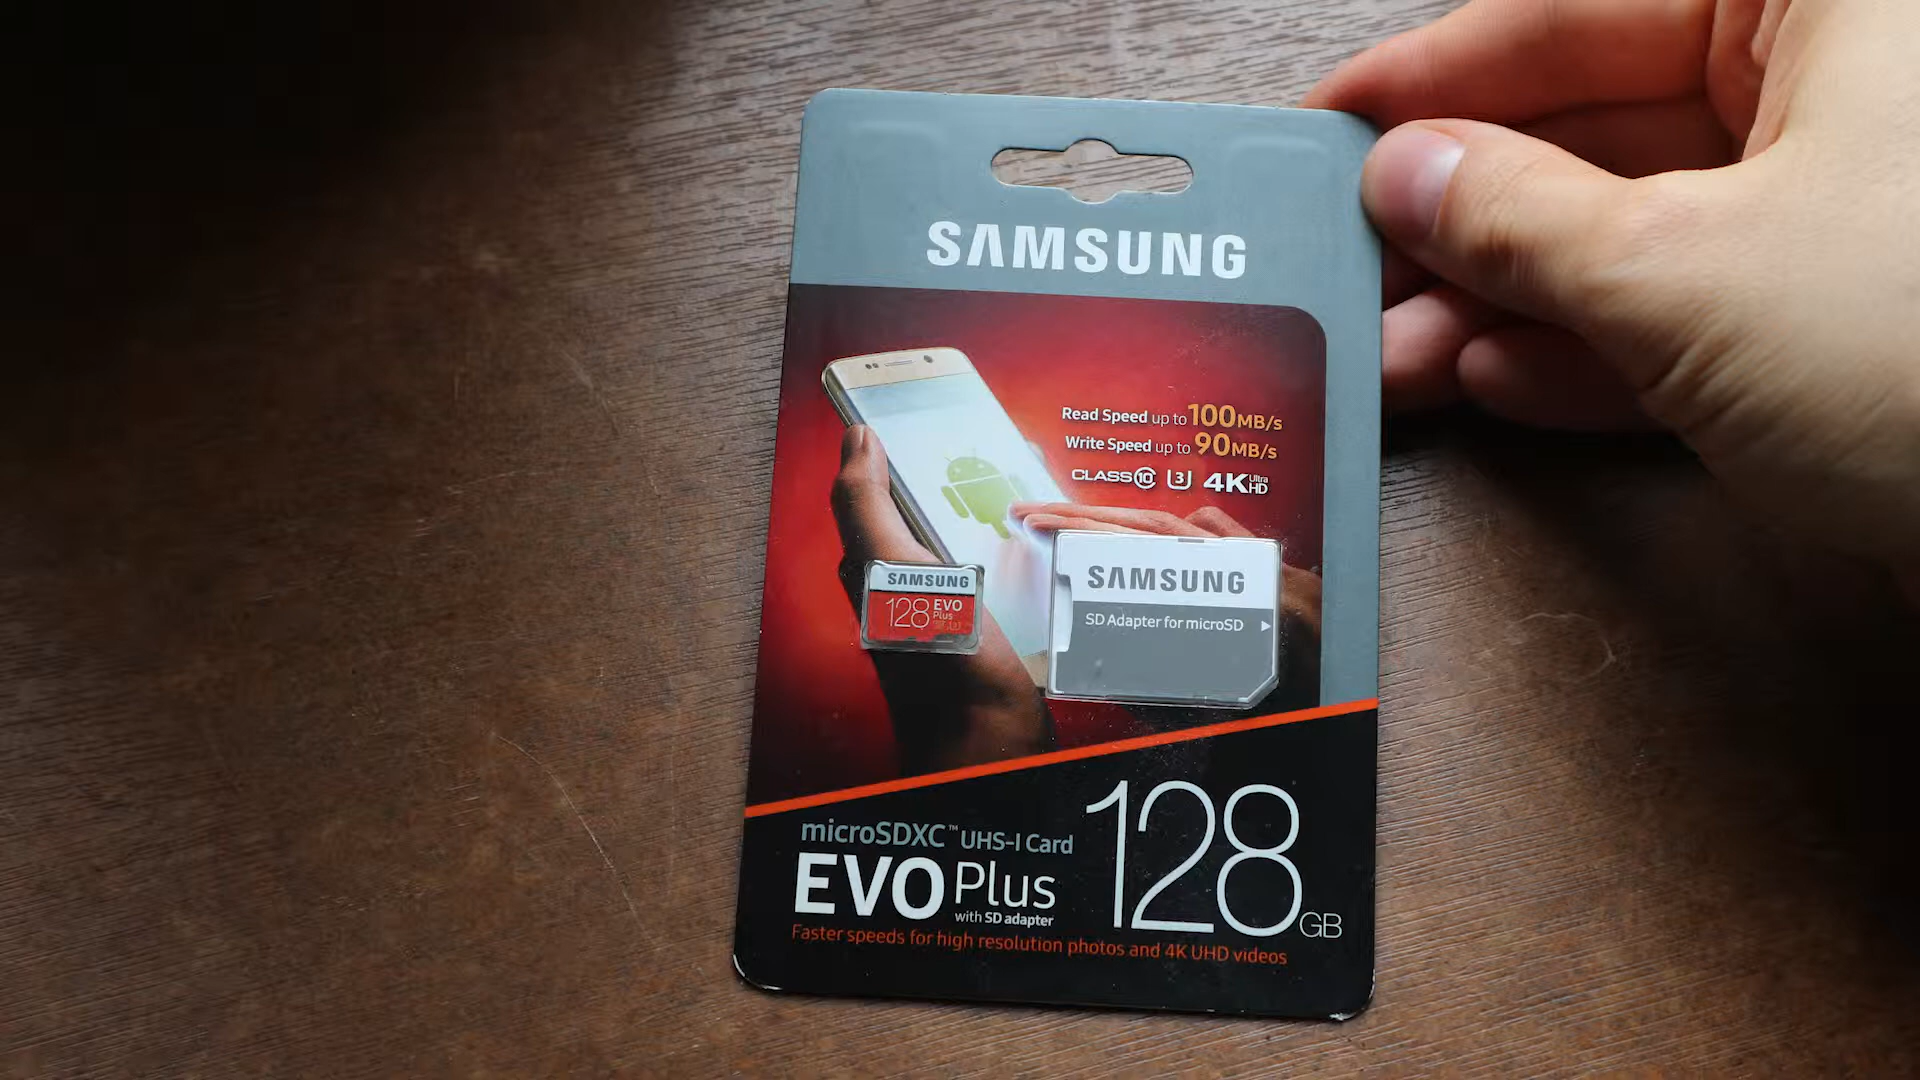 SAMSUNG
Read Speed up to 100MB/s
Write Speed up to 90MB/s
CLASS 10 U3 4K Ultra HD
SAMSUNG
128 EVO Plus
SAMSUNG
SD Adapter for microSD
microSDXC™ UHS-I Card
EVO Plus
with SD adapter
128GB
Faster speeds for high resolution photos and 4K UHD videos